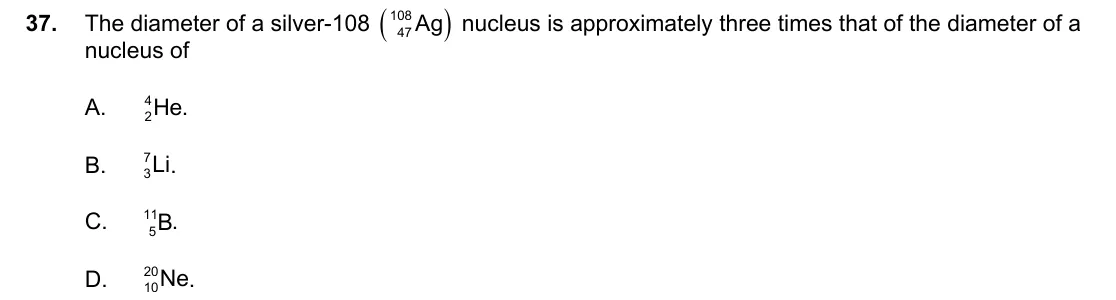 37. The diameter of a silver-108 (¹⁰⁸₄₇Ag) nucleus is approximately three times that of the diameter of a
nucleus of
A. ⁴₂He.
B. ⁷₃Li.
C. ¹¹₅B.
D. ²⁰₁₀Ne.